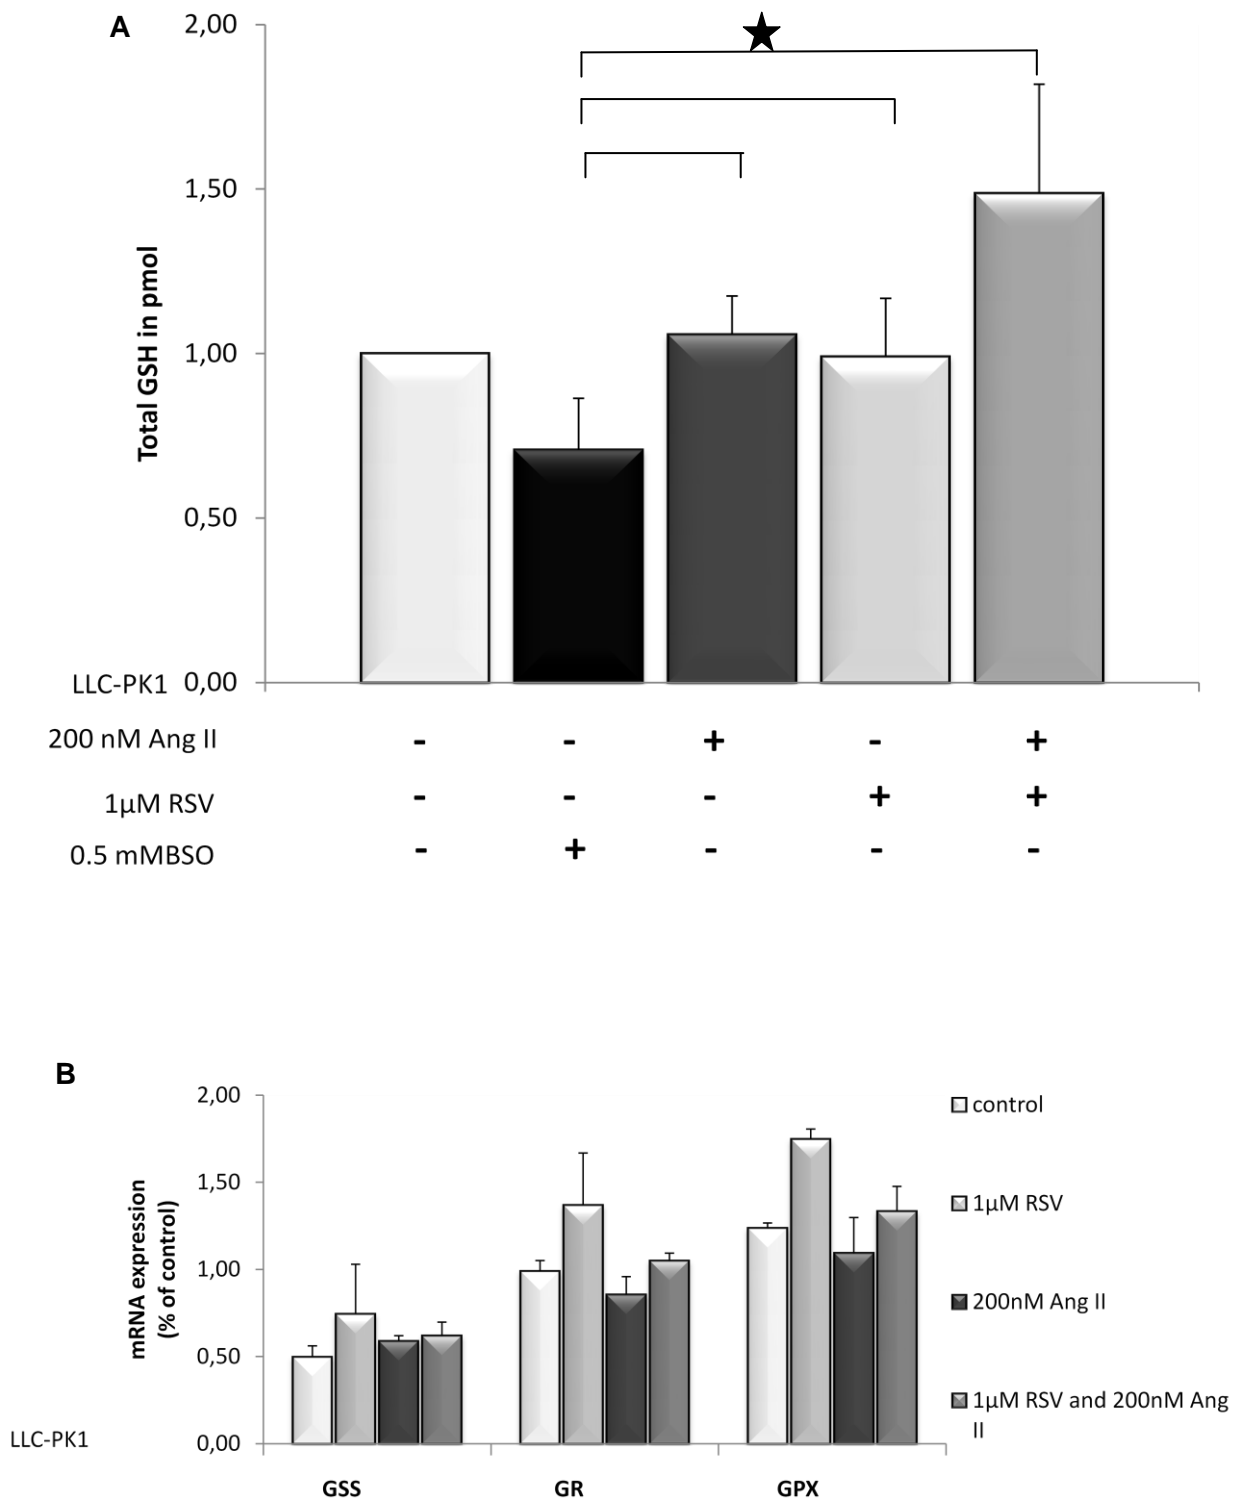 A
2,00
1,50
1,00
0,50
0,00
Total GSH in pmol
LLC-PK1
200 nM Ang II - - + - +
1µM RSV - - - + +
0.5 mMBSO - + - - -
B
2,00
1,50
1,00
0,50
0,00
mRNA expression
(% of control)
LLC-PK1
GSS GR GPX
control
1µM RSV
200nM Ang II
1µM RSV and 200nM Ang
II